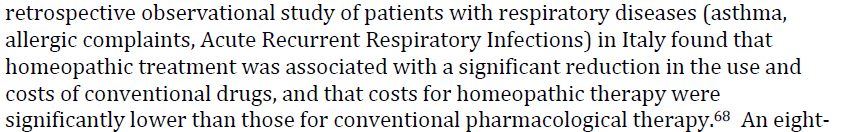 retrospective observational study of patients with respiratory diseases (asthma,
allergic complaints, Acute Recurrent Respiratory Infections) in Italy found that
homeopathic treatment was associated with a significant reduction in the use and
costs of conventional drugs, and that costs for homeopathic therapy were
significantly lower than those for conventional pharmacological therapy.68 An eight-